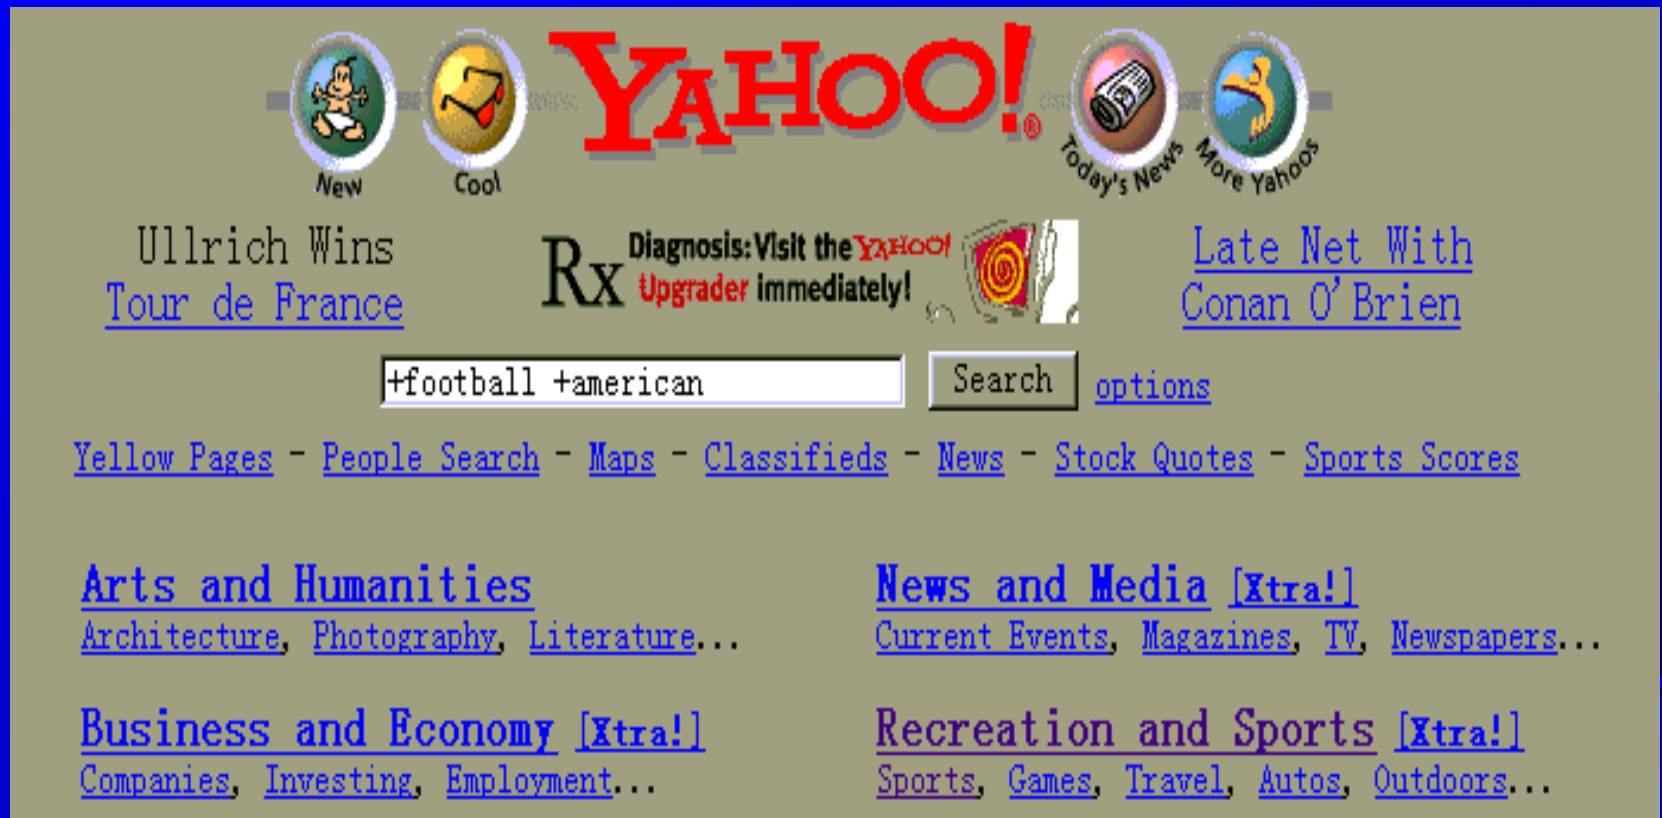 YAHOO!®
New Cool Today's News More Yahoos
Ullrich Wins
Tour de France
Rx Diagnosis: Visit the YAHOO!
Upgrader immediately!
Late Net With
Conan O'Brien
+football +american Search options
Yellow Pages - People Search - Maps - Classifieds - News - Stock Quotes - Sports Scores
Arts and Humanities
Architecture, Photography, Literature...
News and Media [Xtra!]
Current Events, Magazines, TV, Newspapers...
Business and Economy [Xtra!]
Companies, Investing, Employment...
Recreation and Sports [Xtra!]
Sports, Games, Travel, Autos, Outdoors...